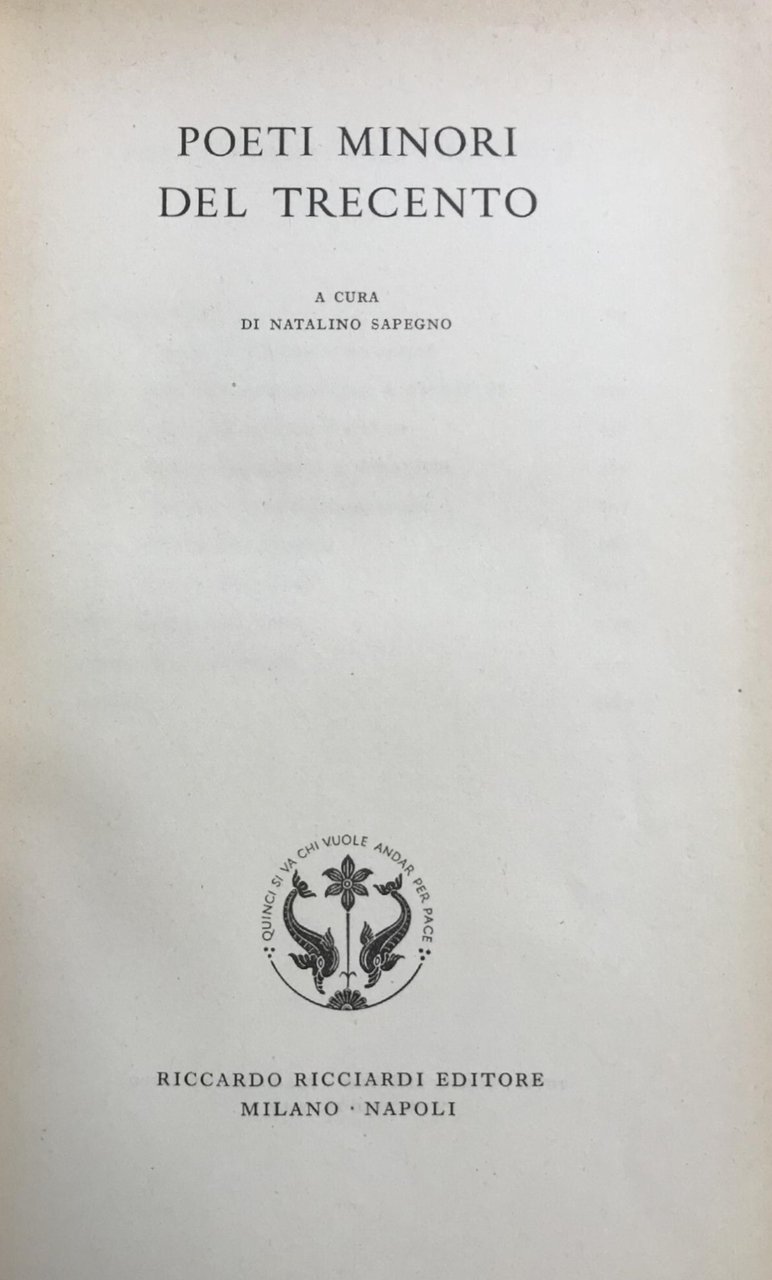 POETI MINORI
DEL TRECENTO
A CURA
DI NATALINO SAPEGNO
QUINCI SI VA CHI VUOLE ANDAR PER PACE
RICCARDO RICCIARDI EDITORE
MILANO · NAPOLI